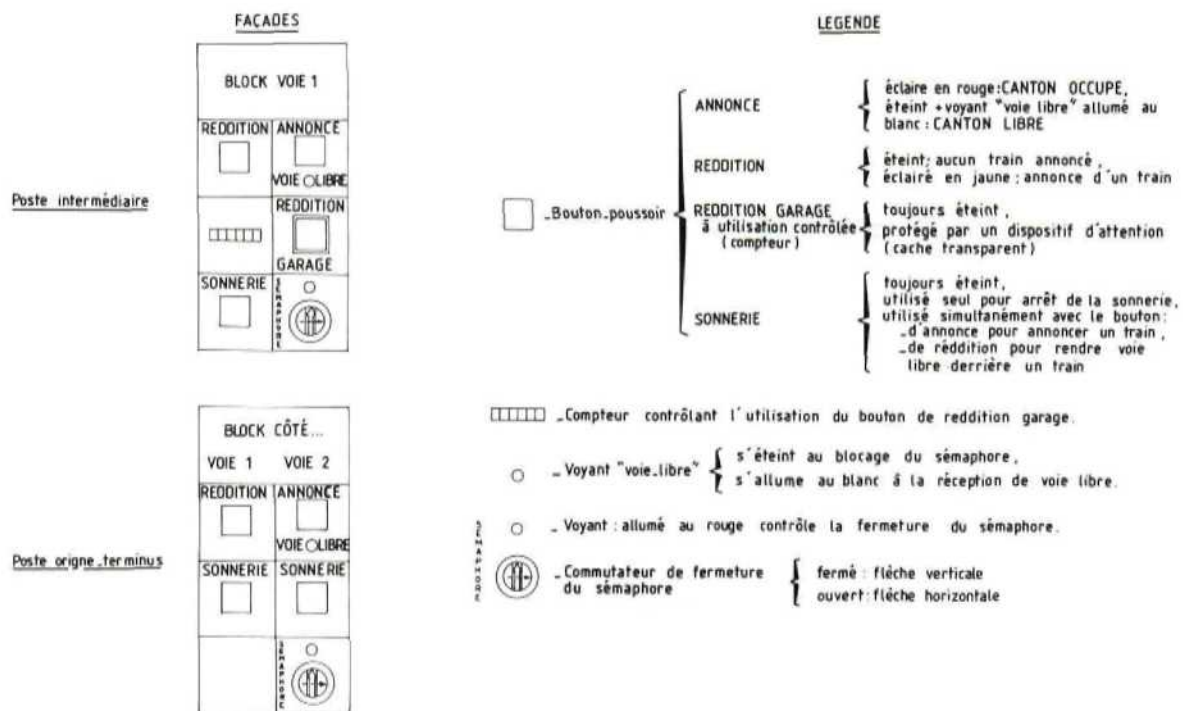 FAÇADES
BLOCK VOIE 1
REDDITION ANNONCE
VOIE LIBRE
Poste intermédiaire
REDDITION
GARAGE
SONNERIE
SEMAPHORE
BLOCK CÔTÉ...
VOIE 1 VOIE 2
REDDITION ANNONCE
VOIE LIBRE
Poste origne_terminus
SONNERIE SONNERIE
SEMAPHORE
LEGENDE
_Bouton_poussoir
ANNONCE
éclaire en rouge:CANTON OCCUPE,
éteint + voyant "voie libre" allumé au
blanc : CANTON LIBRE
REDDITION
éteint; aucun train annoncé,
éclairé en jaune ; annonce d'un train
REDDITION GARAGE
à utilisation contrôlée
(compteur)
toujours éteint,
protégé par un dispositif d'attention
(cache transparent)
SONNERIE
toujours éteint,
utilisé seul pour arrêt de la sonnerie,
utilisé simultanément avec le bouton:
_d'annonce pour annoncer un train,
_de réddition pour rendre voie
libre derrière un train
_Compteur contrôlant l'utilisation du bouton de reddition garage.
_ Voyant "voie_libre"
s'éteint au blocage du sémaphore,
s'allume au blanc â la réception de voie libre.
_ Voyant : allumé au rouge contrôle la fermeture du sémaphore.
SEMAPHORE
_Commutateur de fermeture
du sémaphore
fermé : flèche verticale
ouvert : flèche horizontale